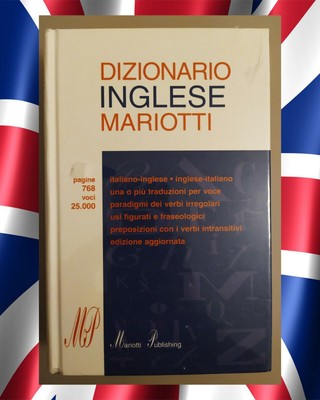 DIZIONARIO
INGLESE
MARIOTTI
pagine
768
voci
25.000
italiano-inglese • inglese-italiano
una o più traduzioni per voce
paradigmi dei verbi irregolari
usi figurati e fraseologici
preposizioni con i verbi intransitivi
edizione aggiornata
MP
Mariotti Publishing